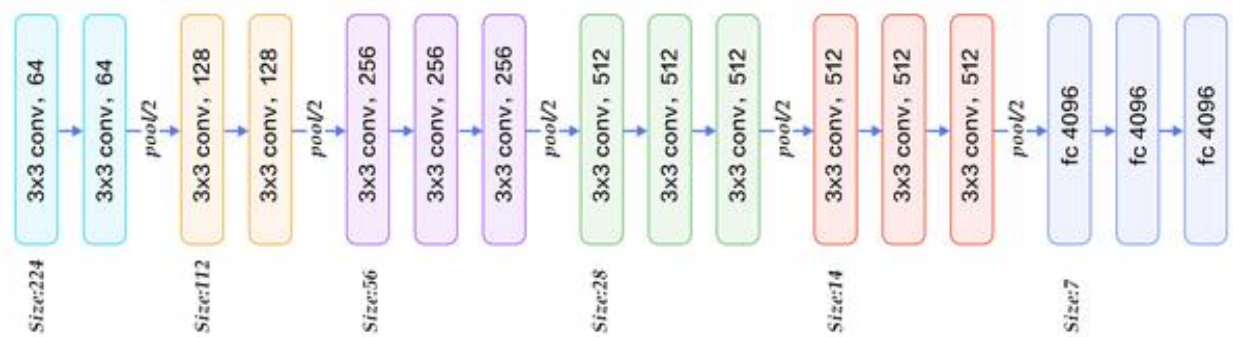 3x3 conv, 64
3x3 conv, 64
pool/2
3x3 conv, 128
3x3 conv, 128
pool/2
3x3 conv, 256
3x3 conv, 256
3x3 conv, 256
pool/2
3x3 conv, 512
3x3 conv, 512
3x3 conv, 512
pool/2
3x3 conv, 512
3x3 conv, 512
3x3 conv, 512
pool/2
fc 4096
fc 4096
fc 4096
Size:224
Size:112
Size:56
Size:28
Size:14
Size:7